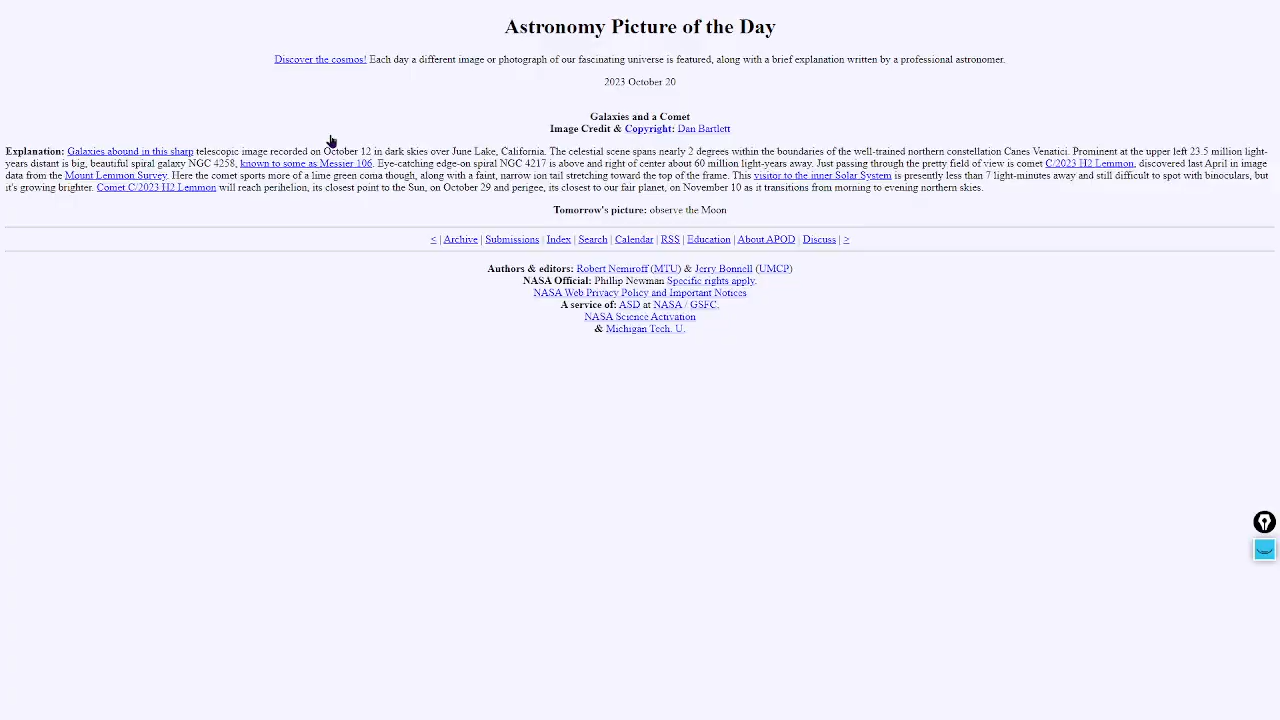 Astronomy Picture of the Day
Discover the cosmos! Each day a different image or photograph of our fascinating universe is featured, along with a brief explanation written by a professional astronomer.
2023 October 20
Galaxies and a Comet
Image Credit & Copyright: Dan Bartlett
Explanation: Galaxies abound in this sharp telescopic image recorded on October 12 in dark skies over June Lake, California. The celestial scene spans nearly 2 degrees within the boundaries of the well-trained northern constellation Canes Venatici. Prominent at the upper left 23.5 million light-
years distant is big, beautiful spiral galaxy NGC 4258, known to some as Messier 106. Eye-catching edge-on spiral NGC 4217 is above and right of center about 60 million light-years away. Just passing through the pretty field of view is comet C/2023 H2 Lemmon, discovered last April in image
data from the Mount Lemmon Survey. Here the comet sports more of a lime green coma though, along with a faint, narrow ion tail stretching toward the top of the frame. This visitor to the inner Solar System is presently less than 7 light-minutes away and still difficult to spot with binoculars, but
it's growing brighter. Comet C/2023 H2 Lemmon will reach perihelion, its closest point to the Sun, on October 29 and perigee, its closest to our fair planet, on November 10 as it transitions from morning to evening northern skies.
Tomorrow's picture: observe the Moon
< | Archive | Submissions | Index | Search | Calendar | RSS | Education | About APOD | Discuss | >
Authors & editors: Robert Nemiroff (MTU) & Jerry Bonnell (UMCP)
NASA Official: Phillip Newman Specific rights apply.
NASA Web Privacy Policy and Important Notices
A service of: ASD at NASA / GSFC,
NASA Science Activation
& Michigan Tech. U.